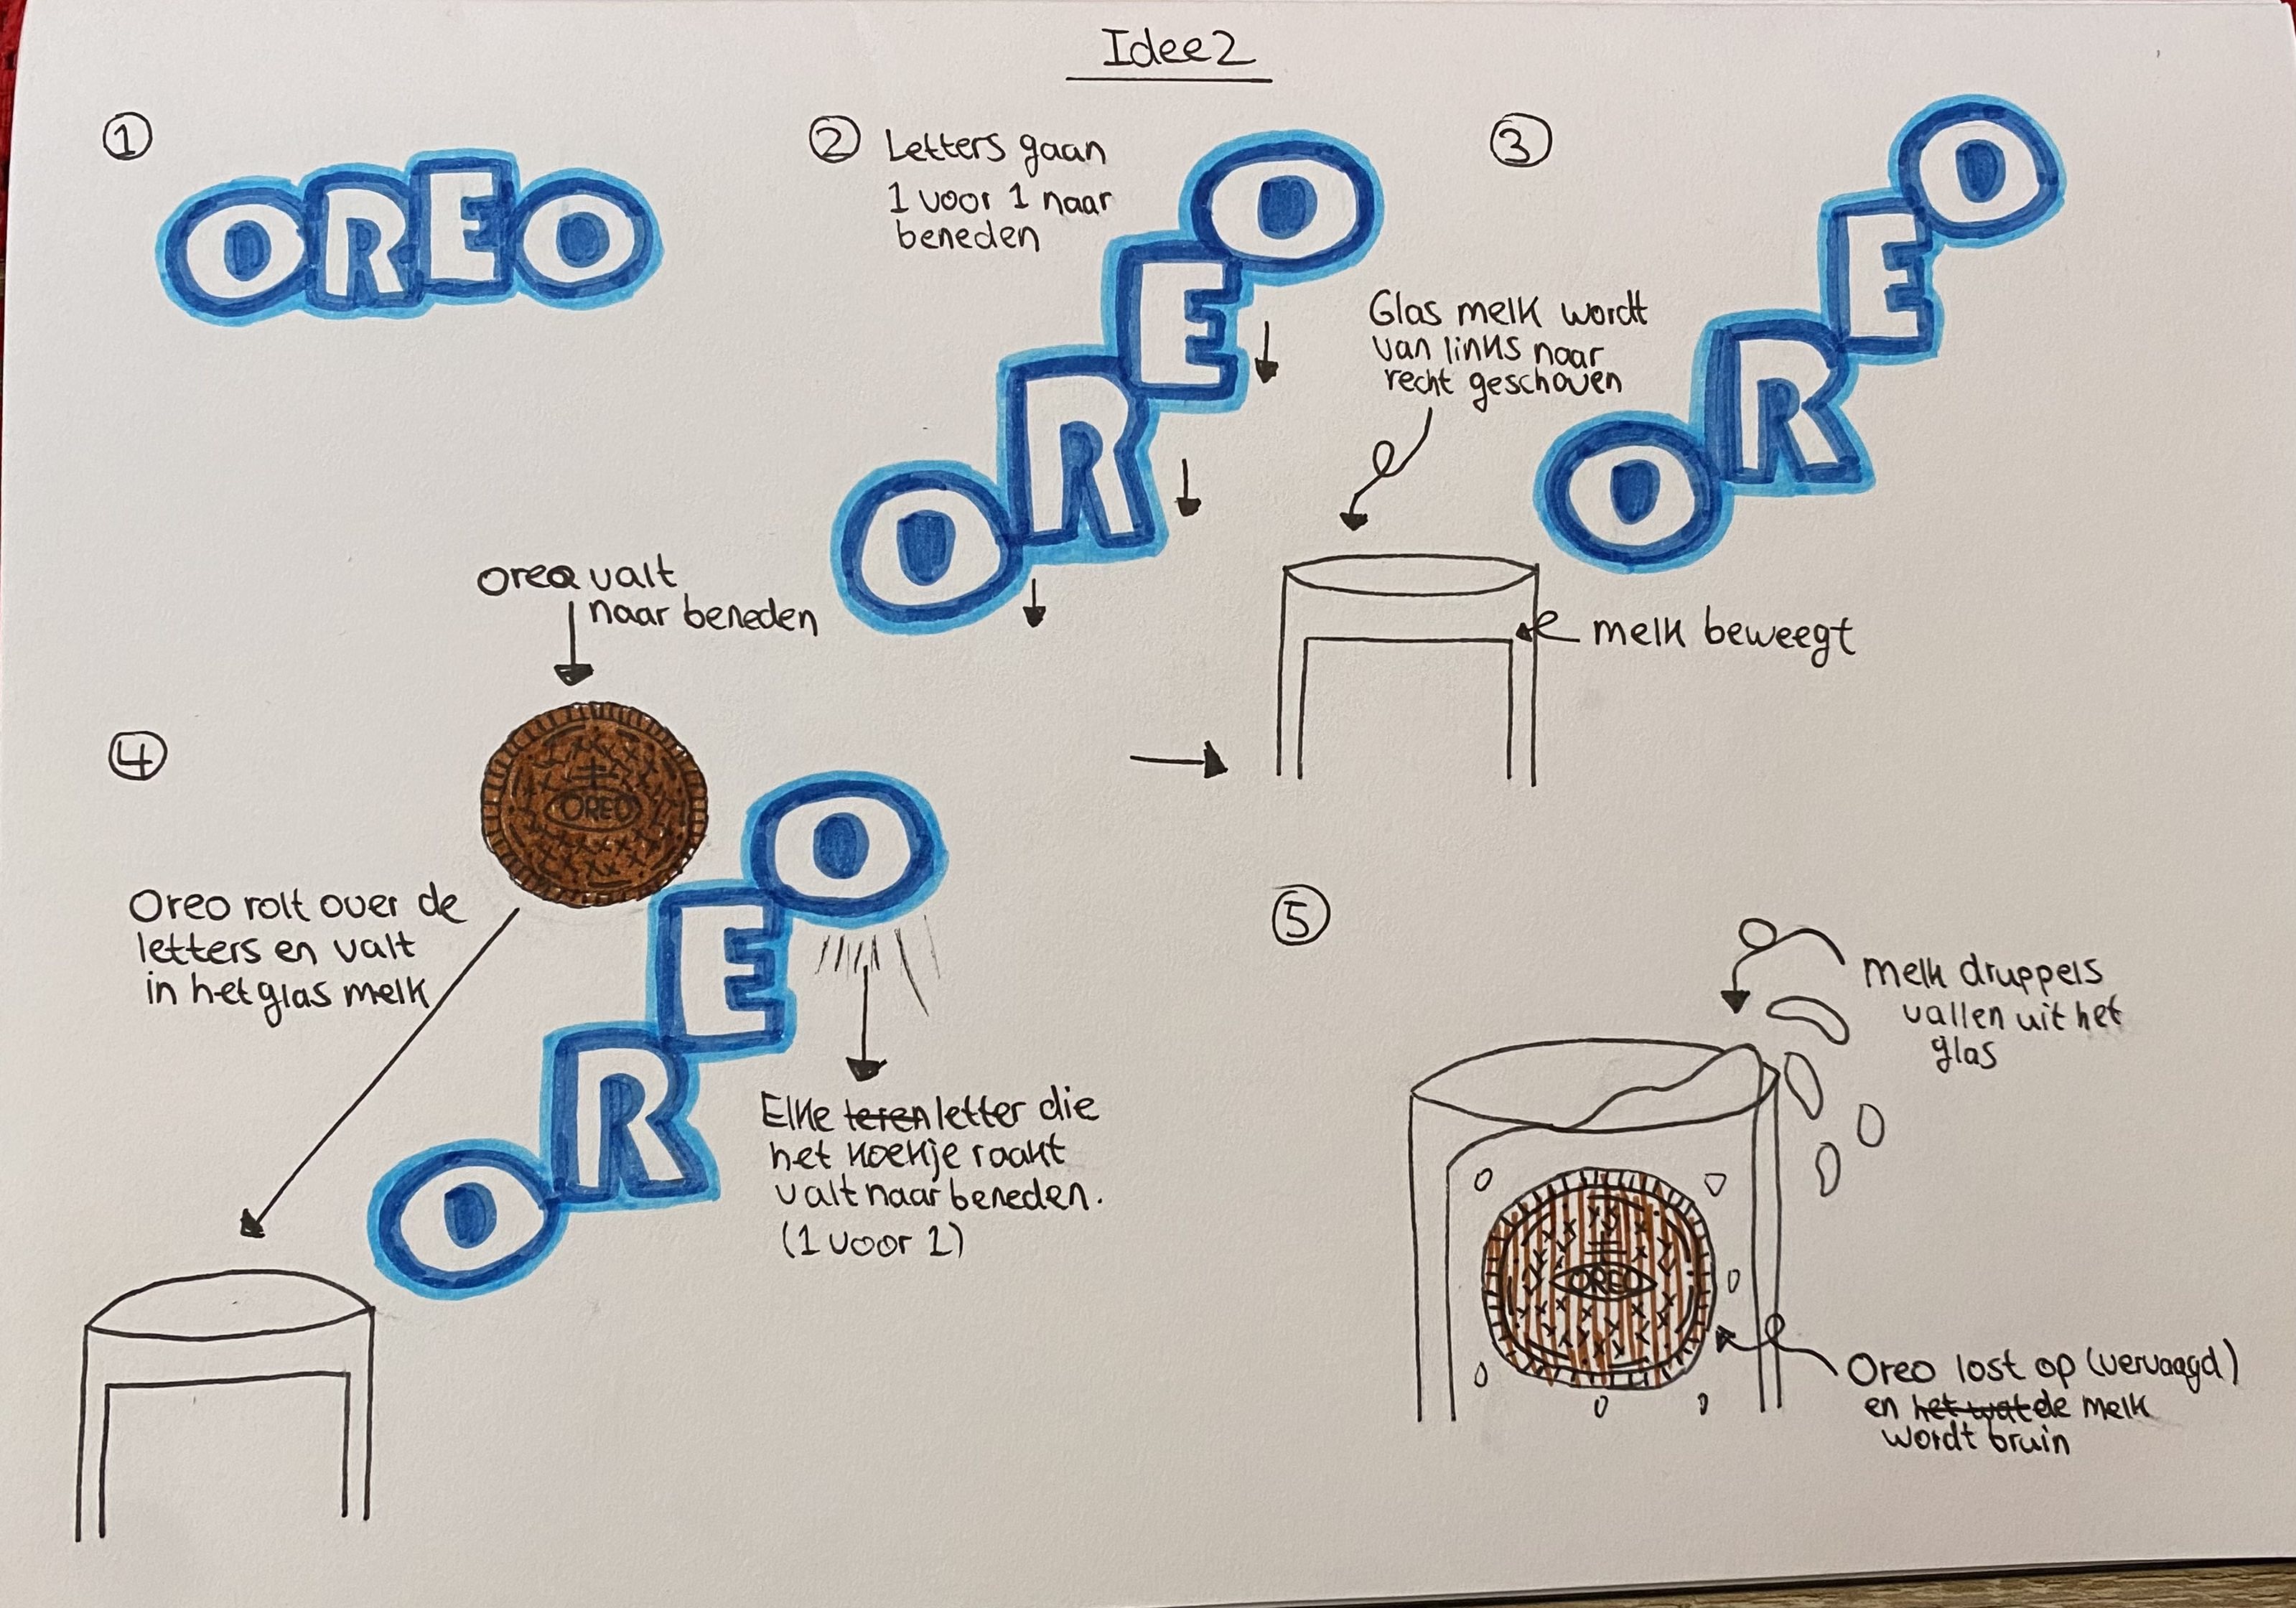 Idee 2
1
OREO
2
Letters gaan
1 voor 1 naar
beneden
OREO
3
OREO
Glas melk wordt
van links naar
recht geschoven
melk beweegt
4
oreo valt
naar beneden
OREO
OREO
Oreo rolt over de
letters en valt
in het glas melk
Elke teren letter die
het koekje raakt
valt naar beneden.
(1 voor 1)
5
melk druppels
vallen uit het
glas
OREO
Oreo lost op (vervaagd)
en het wat de melk
wordt bruin